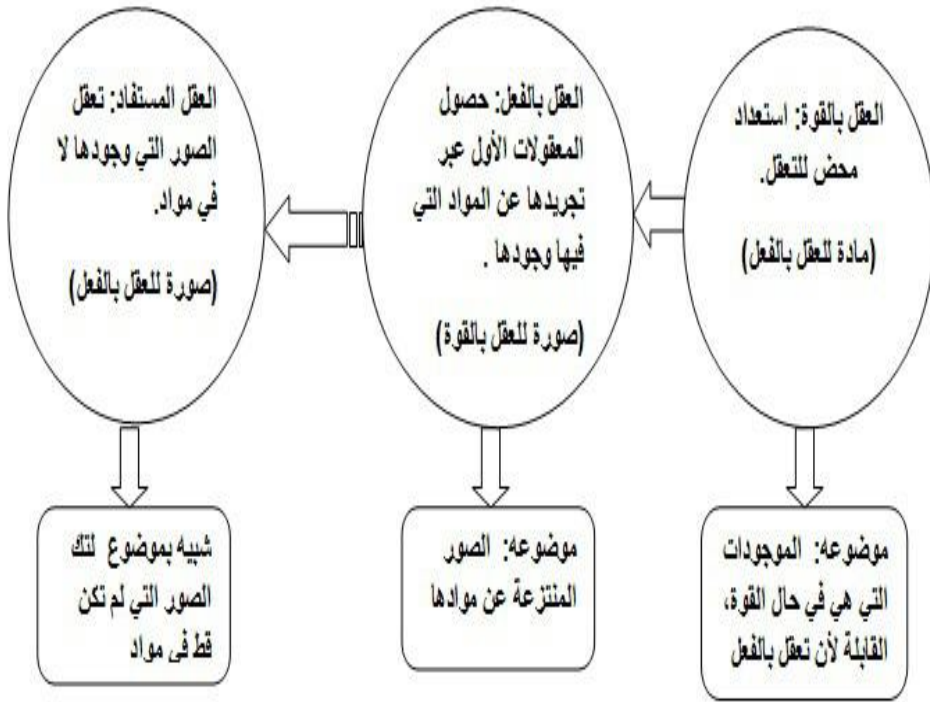 العقل بالقوة: استعداد
محض للتعقل.
(مادة للعقل بالفعل)
العقل بالفعل: حصول
المعقولات الأول عبر
تجريدها عن المواد التي
فيها وجودها .
(صورة للعقل بالقوة)
العقل المستفاد: تعقل
الصور التي وجودها لا
في مواد.
(صورة للعقل بالفعل)
موضوعه: الموجودات
التي هي في حال القوة،
القابلة لأن تعقل بالفعل
موضوعه: الصور
المنتزعة عن موادها
شبيه بموضوع لتك
الصور التي لم تكن
قط في مواد